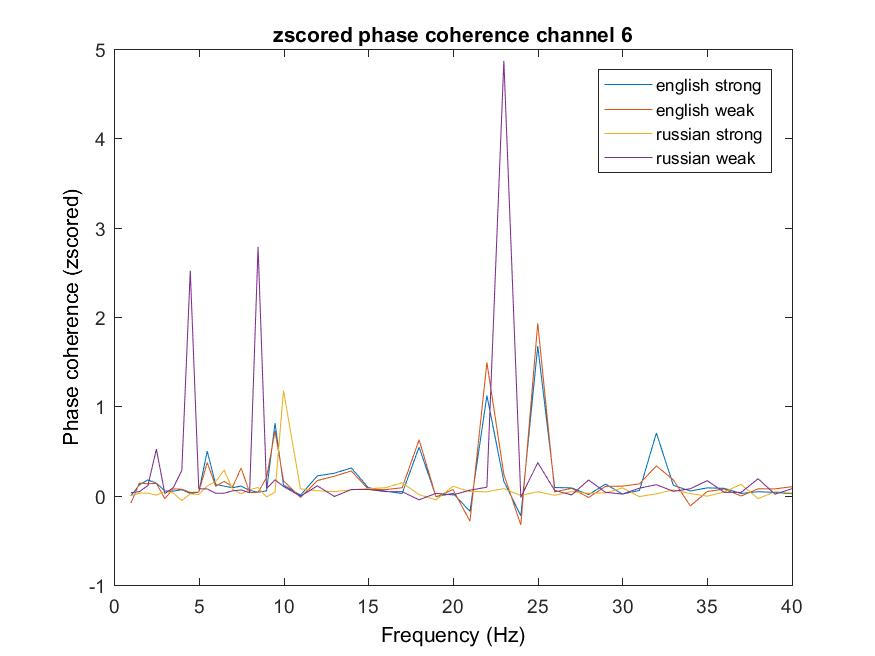 zscored phase coherence channel 6
5
4
3
2
1
0
-1
Phase coherence (zscored)
english strong
english weak
russian strong
russian weak
0 5 10 15 20 25 30 35 40
Frequency (Hz)